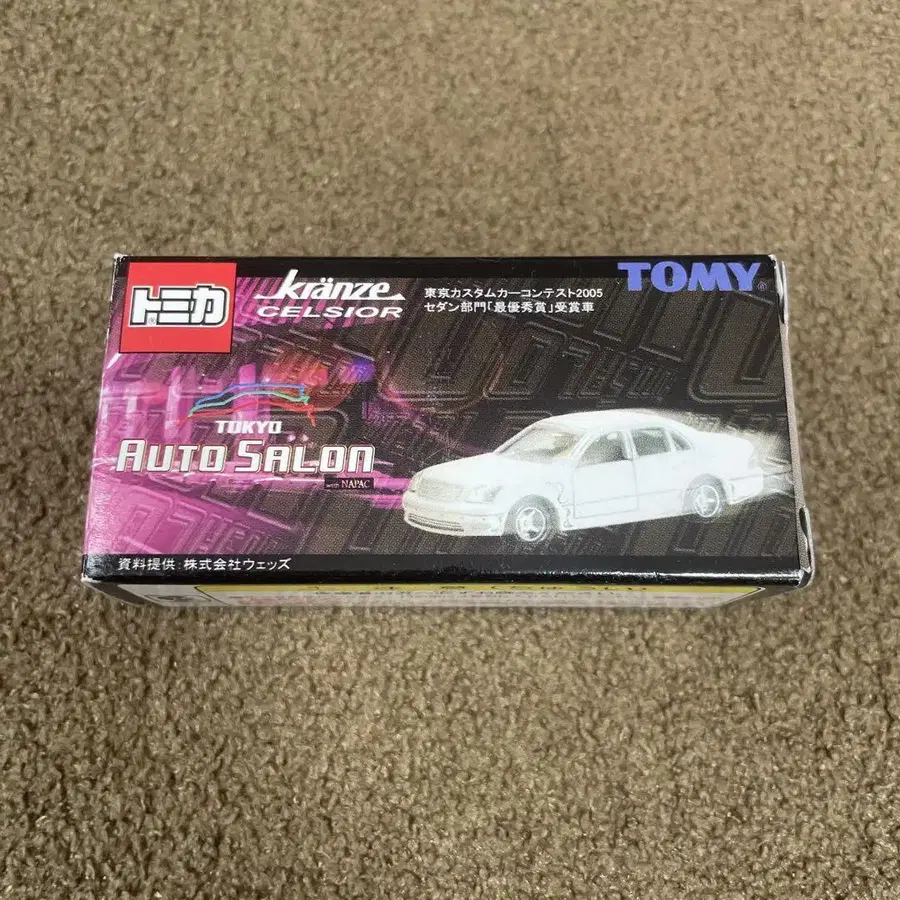 トミカ
kränze
CELSIOR
東京カスタムカーコンテスト2005
セダン部門「最優秀賞」受賞車
TOMY
TOKYO
AUTO SALON
with NAPAC
資料提供:株式会社ウェッズ